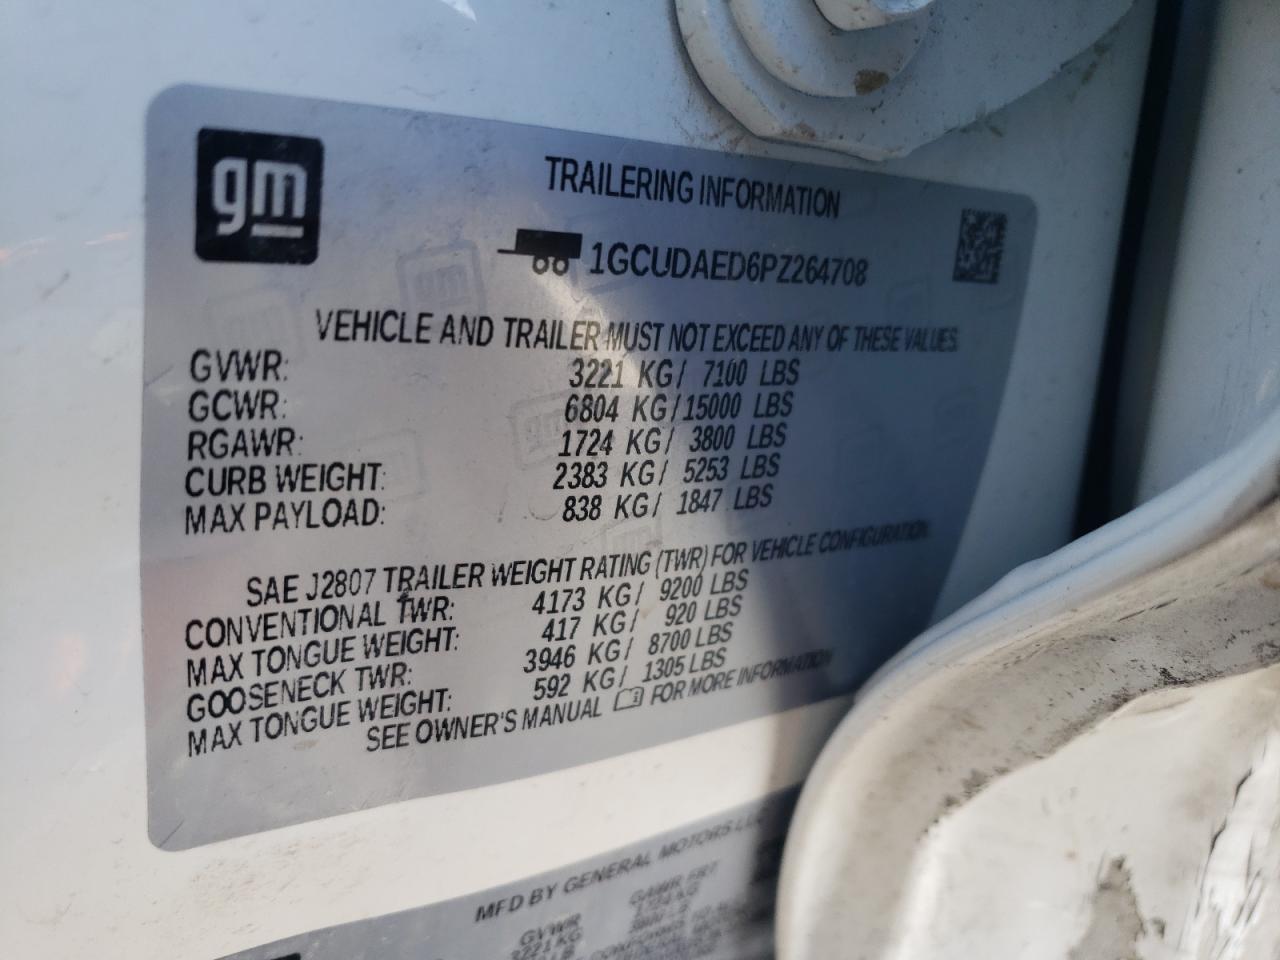 gm
TRAILERING INFORMATION
1GCUDAED6PZ264708
VEHICLE AND TRAILER MUST NOT EXCEED ANY OF THESE VALUES.
GVWR: 3221 KG/ 7100 LBS
GCWR: 6804 KG/15000 LBS
RGAWR: 1724 KG/ 3800 LBS
CURB WEIGHT: 2383 KG/ 5253 LBS
MAX PAYLOAD: 838 KG/ 1847 LBS
SAE J2807 TRAILER WEIGHT RATING (TWR) FOR VEHICLE CONFIGURATION.
CONVENTIONAL TWR: 4173 KG/ 9200 LBS
MAX TONGUE WEIGHT: 417 KG/ 920 LBS
GOOSENECK TWR: 3946 KG/ 8700 LBS
MAX TONGUE WEIGHT: 592 KG/ 1305 LBS
SEE OWNER'S MANUAL FOR MORE INFORMATION
MFD BY GENERAL MOTORS LLC
GVWR GAWR FRT
3221 KG